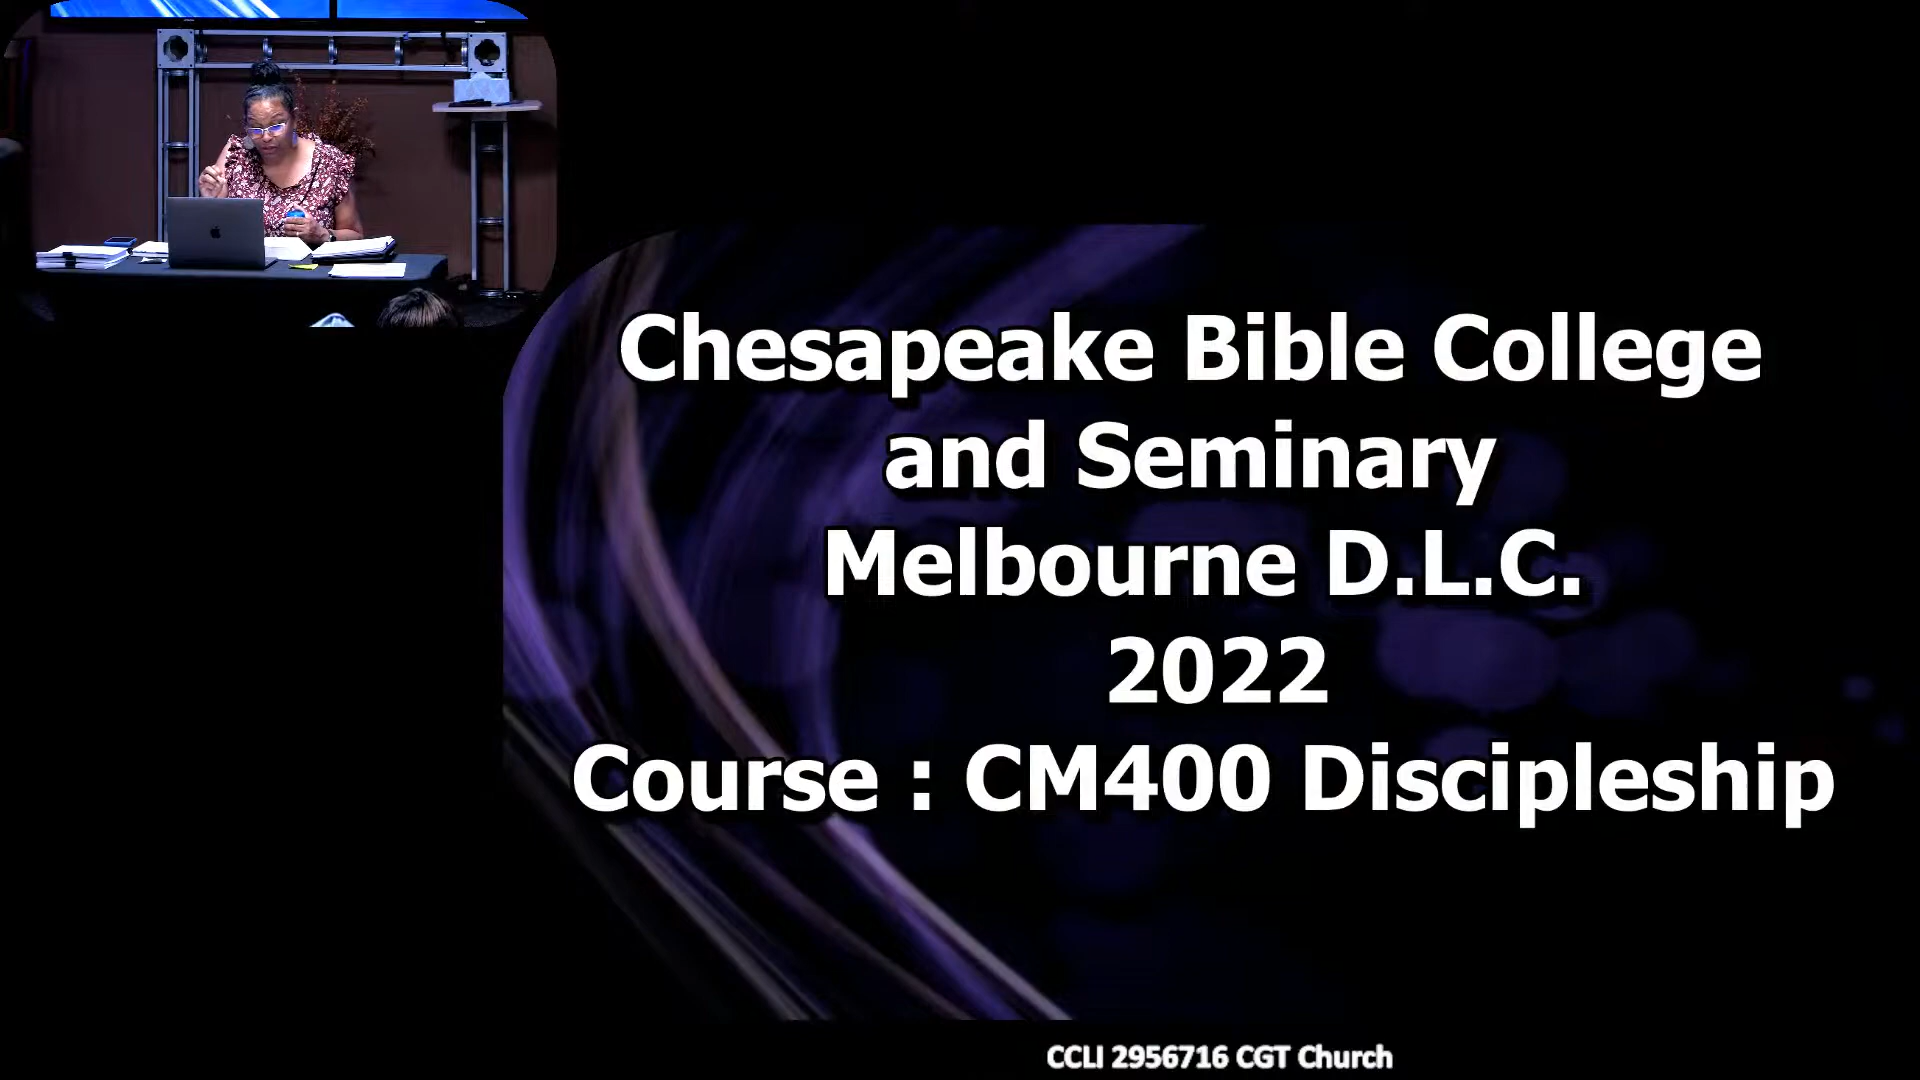 Chesapeake Bible College
and Seminary
Melbourne D.L.C.
2022
Course : CM400 Discipleship
CCLI 2956716 CGT Church